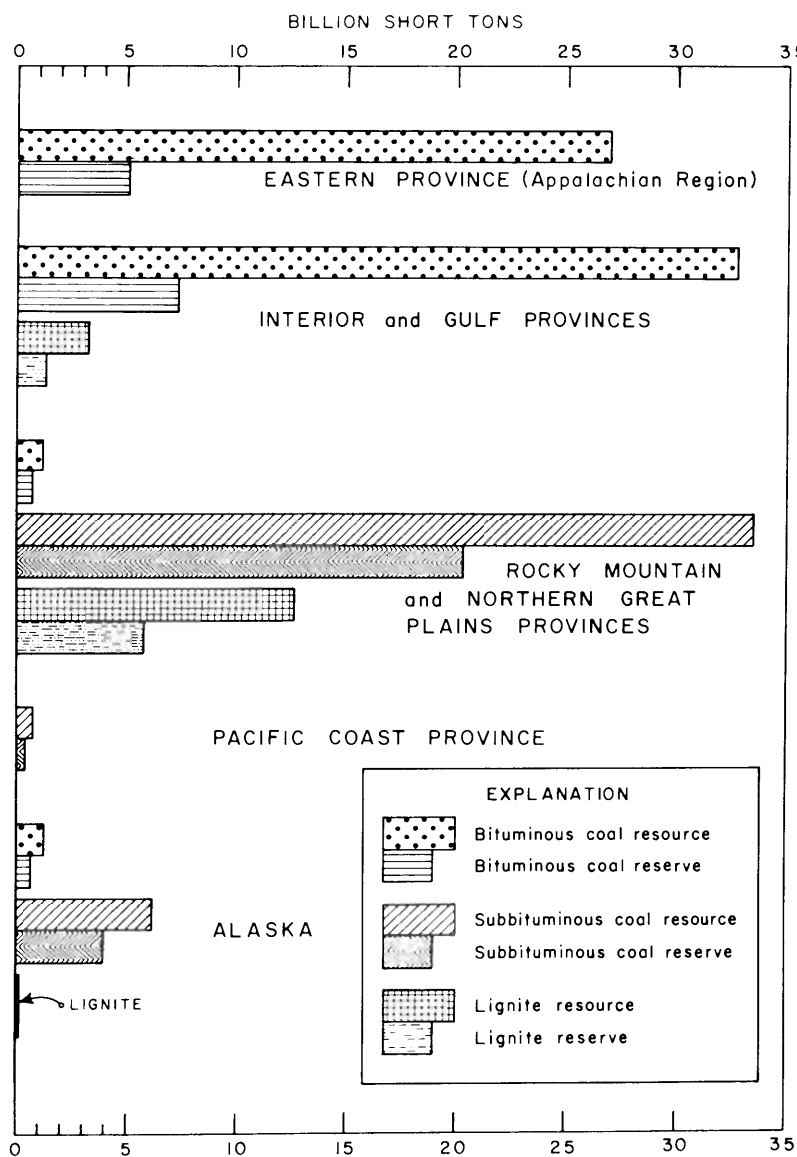 BILLION SHORT TONS
0 5 10 15 20 25 30 35
EASTERN PROVINCE (Appalachian Region)
INTERIOR and GULF PROVINCES
ROCKY MOUNTAIN
and NORTHERN GREAT
PLAINS PROVINCES
PACIFIC COAST PROVINCE
EXPLANATION
Bituminous coal resource
Bituminous coal reserve
Subbituminous coal resource
Subbituminous coal reserve
Lignite resource
Lignite reserve
ALASKA
LIGNITE
0 5 10 15 20 25 30 35